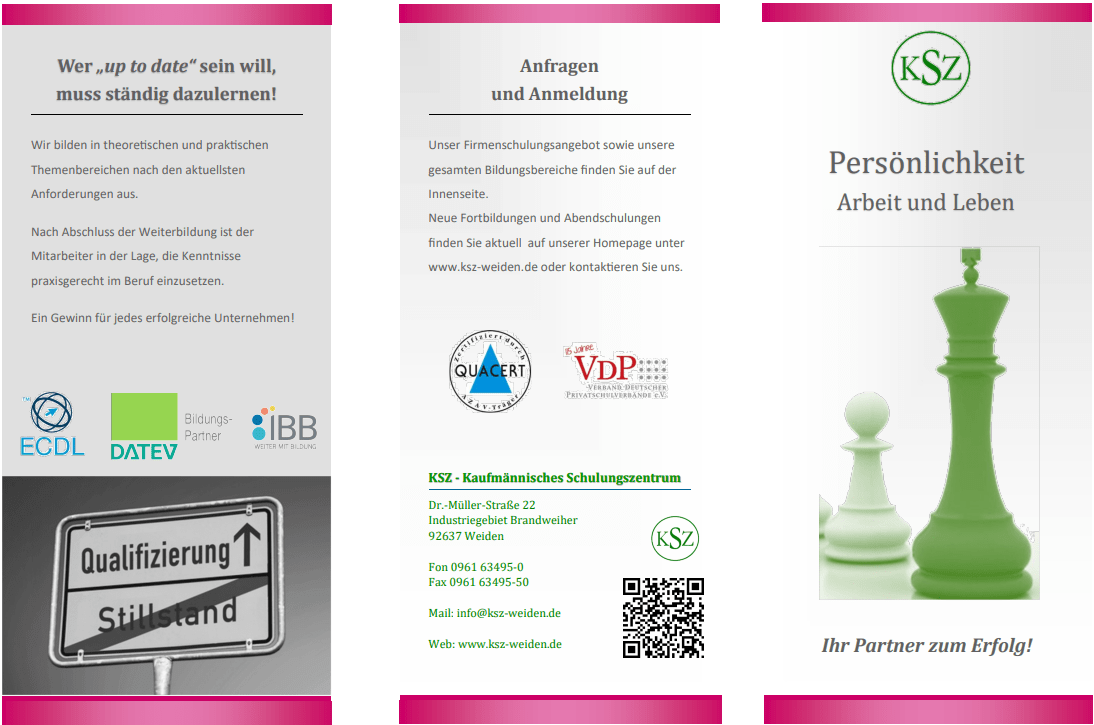 Wer „up to date“ sein will,
muss ständig dazulernen!
Wir bilden in theoretischen und praktischen
Themenbereichen nach den aktuellsten
Anforderungen aus.
Nach Abschluss der Weiterbildung ist der
Mitarbeiter in der Lage, die Kenntnisse
praxisgerecht im Beruf einzusetzen.
Ein Gewinn für jedes erfolgreiche Unternehmen!
TM
ECDL
DATEV
Bildungs-
Partner
iBB
WEITER MIT BILDUNG
Qualifizierung
Stillstand
Anfragen
und Anmeldung
Unser Firmenschulungsangebot sowie unsere
gesamten Bildungsbereiche finden Sie auf der
Innenseite.
Neue Fortbildungen und Abendschulungen
finden Sie aktuell  auf unserer Homepage unter
www.ksz-weiden.de oder kontaktieren Sie uns.
Zertifiziert durch
QUACERT
AZAV-Träger
15 Jahre
VDP
VERBAND DEUTSCHER
PRIVATSCHULVERBÄNDE e.V.
KSZ - Kaufmännisches Schulungszentrum
Dr.-Müller-Straße 22
Industriegebiet Brandweiher
92637 Weiden
KSZ
Fon 0961 63495-0
Fax 0961 63495-50
Mail: info@ksz-weiden.de
Web: www.ksz-weiden.de
KSZ
Persönlichkeit
Arbeit und Leben
Ihr Partner zum Erfolg!